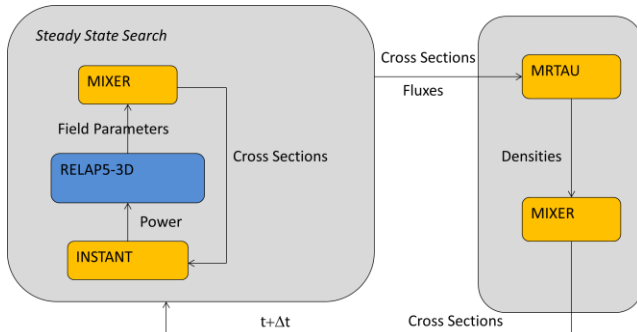 Steady State Search
MIXER
Field Parameters
Cross Sections
RELAP5-3D
Power
INSTANT
Cross Sections
Fluxes
MRTAU
Densities
MIXER
t+Δt
Cross Sections